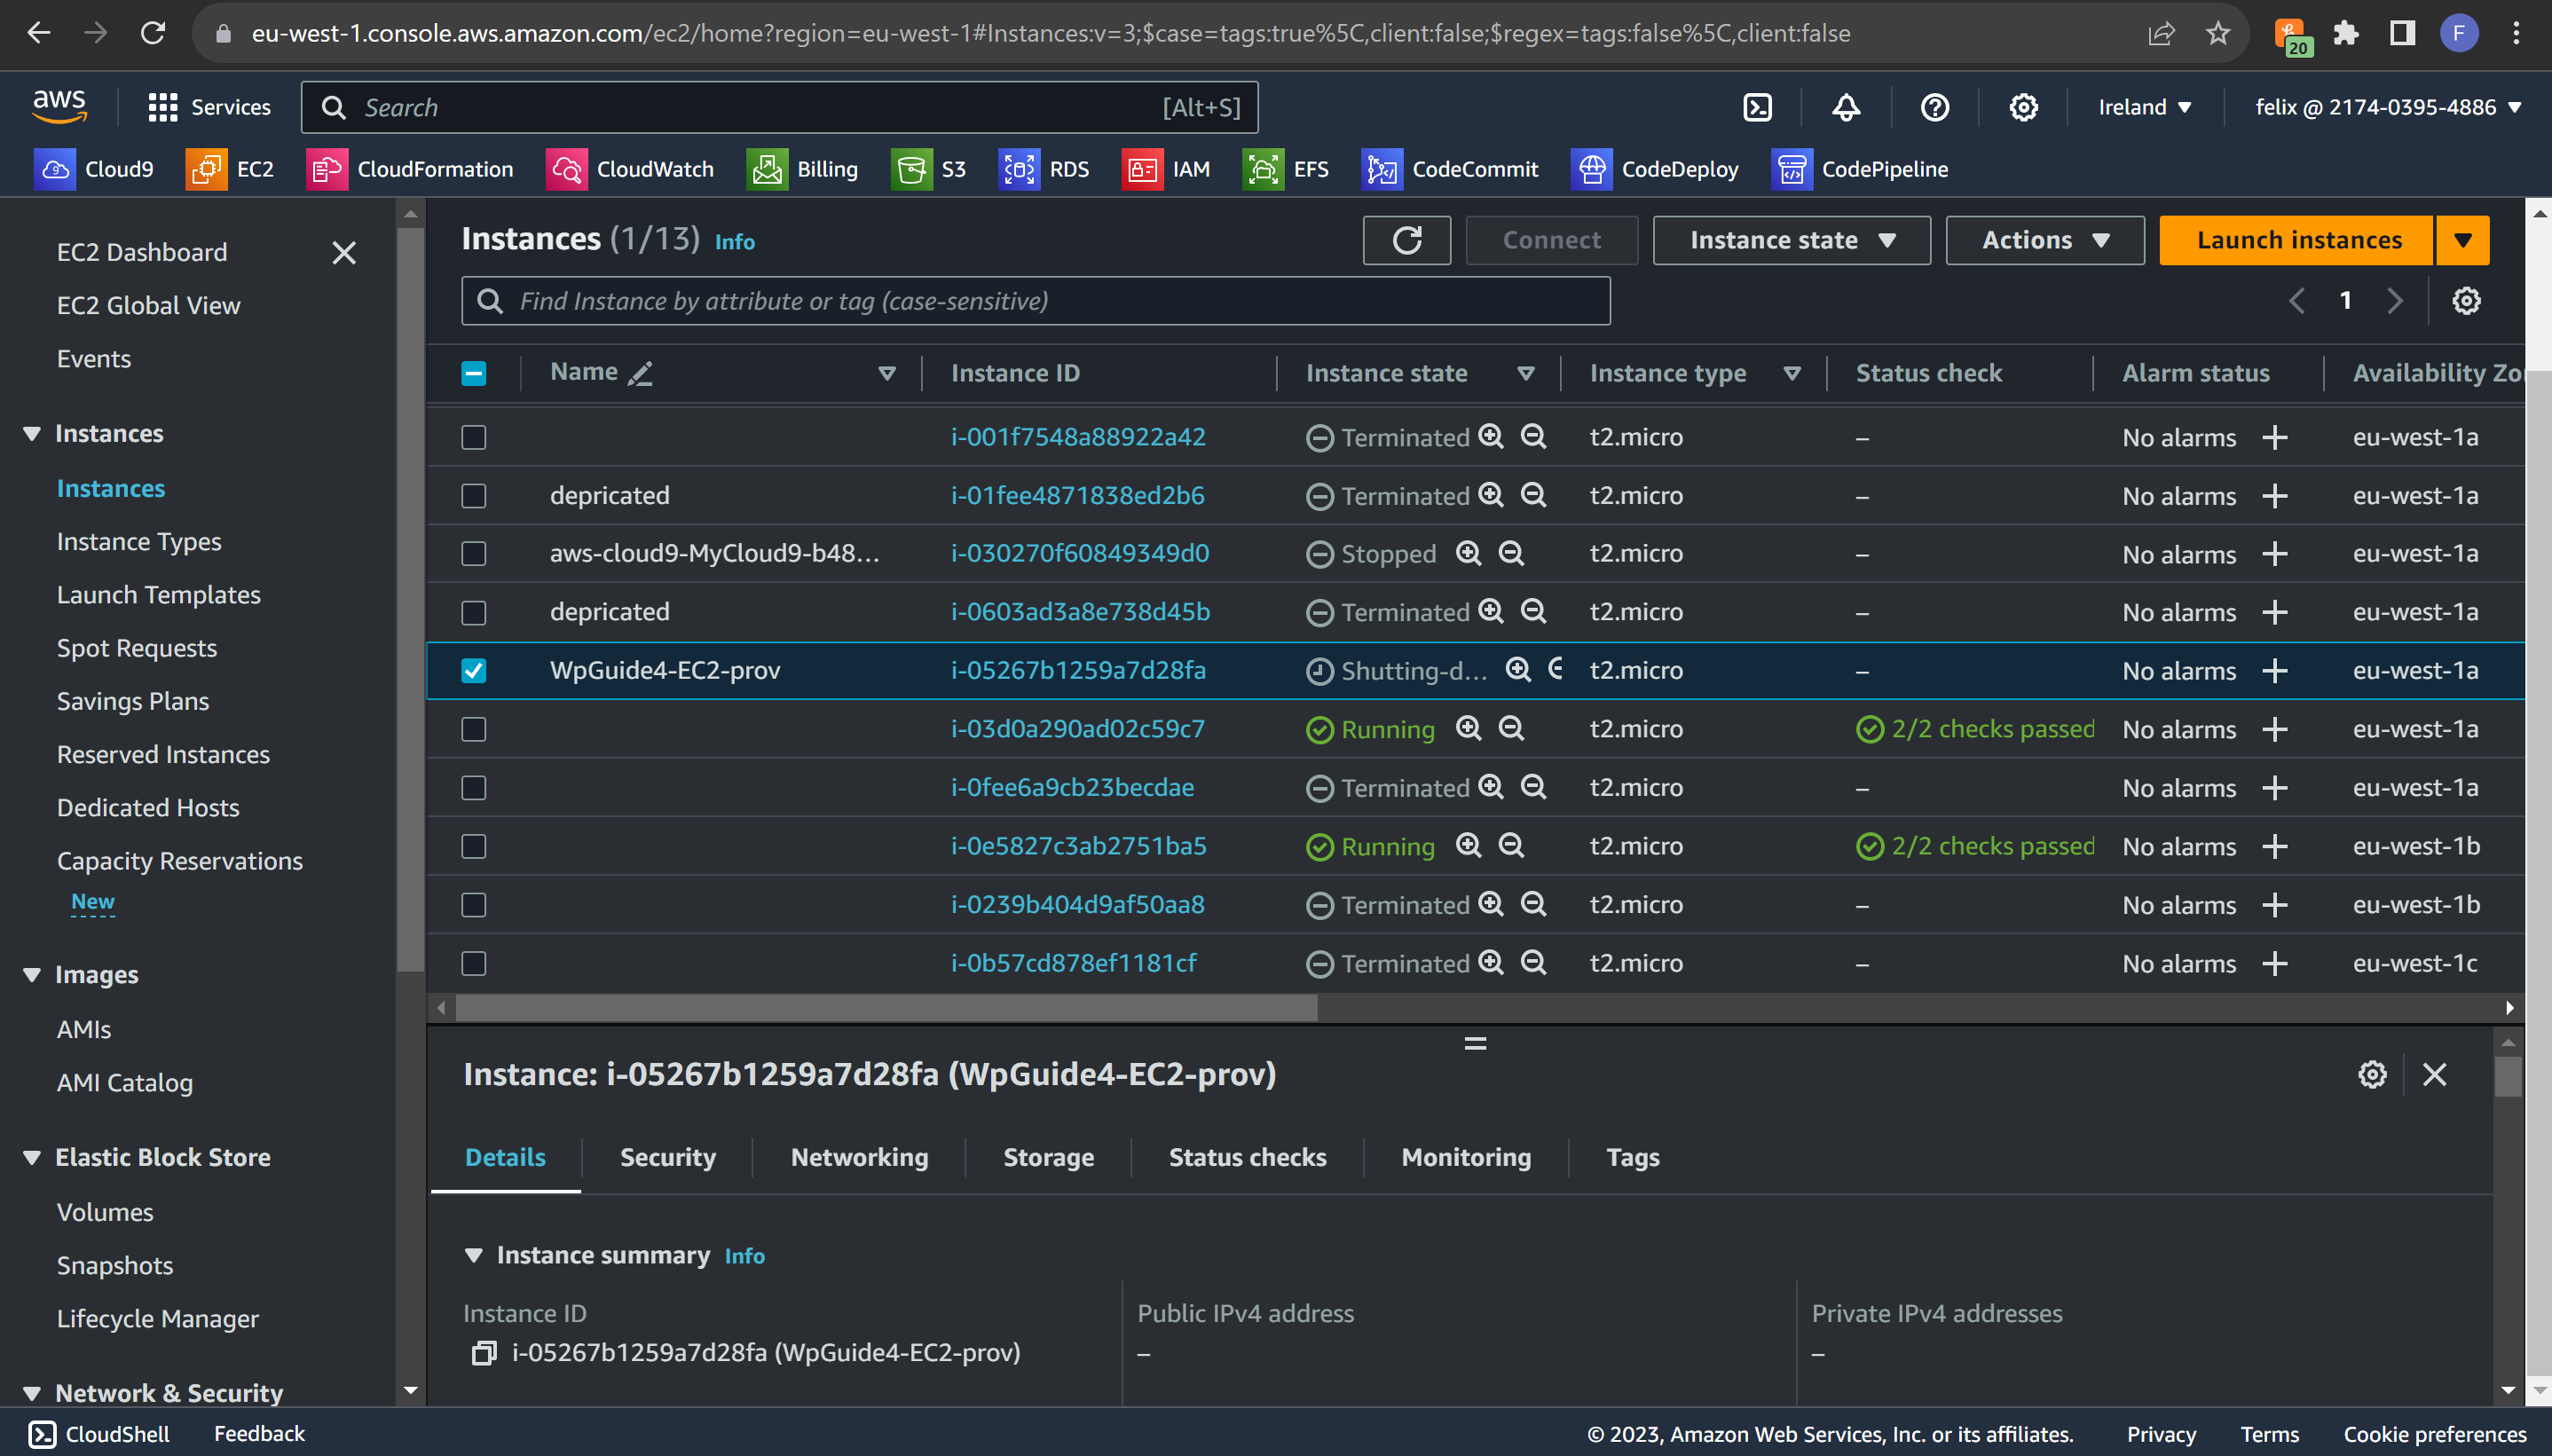 eu-west-1.console.aws.amazon.com/ec2/home?region=eu-west-1#Instances:v=3;$case=tags:true%5C,client:false;$regex=tags:false%5C,client:false
20
F
aws Services Search [Alt+S] Ireland felix @ 2174-0395-4886
Cloud9 EC2 CloudFormation CloudWatch Billing S3 RDS IAM EFS CodeCommit CodeDeploy CodePipeline
EC2 Dashboard
EC2 Global View
Events
Instances
Instances
Instance Types
Launch Templates
Spot Requests
Savings Plans
Reserved Instances
Dedicated Hosts
Capacity Reservations
New
Images
AMIs
AMI Catalog
Elastic Block Store
Volumes
Snapshots
Lifecycle Manager
Network & Security
Instances (1/13) Info Connect Instance state Actions Launch instances
Find Instance by attribute or tag (case-sensitive) 1
Name Instance ID Instance state Instance type Status check Alarm status Availability Zo
i-001f7548a88922a42 Terminated t2.micro – No alarms eu-west-1a
depricated i-01fee4871838ed2b6 Terminated t2.micro – No alarms eu-west-1a
aws-cloud9-MyCloud9-b48... i-030270f60849349d0 Stopped t2.micro – No alarms eu-west-1a
depricated i-0603ad3a8e738d45b Terminated t2.micro – No alarms eu-west-1a
WpGuide4-EC2-prov i-05267b1259a7d28fa Shutting-d... t2.micro – No alarms eu-west-1a
i-03d0a290ad02c59c7 Running t2.micro 2/2 checks passed No alarms eu-west-1a
i-0fee6a9cb23becdae Terminated t2.micro – No alarms eu-west-1a
i-0e5827c3ab2751ba5 Running t2.micro 2/2 checks passed No alarms eu-west-1b
i-0239b404d9af50aa8 Terminated t2.micro – No alarms eu-west-1b
i-0b57cd878ef1181cf Terminated t2.micro – No alarms eu-west-1c
Instance: i-05267b1259a7d28fa (WpGuide4-EC2-prov)
Details Security Networking Storage Status checks Monitoring Tags
Instance summary Info
Instance ID Public IPv4 address Private IPv4 addresses
i-05267b1259a7d28fa (WpGuide4-EC2-prov) – –
CloudShell Feedback © 2023, Amazon Web Services, Inc. or its affiliates. Privacy Terms Cookie preferences